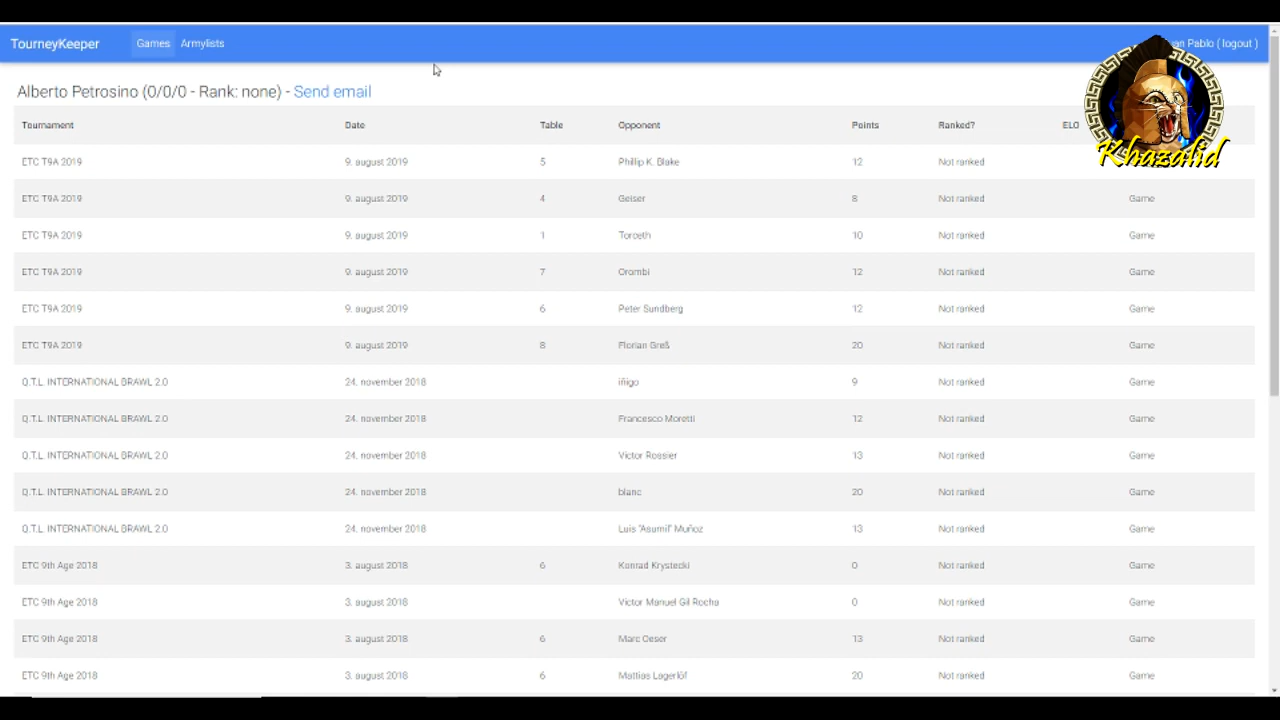 TourneyKeeper Games Armylists Pablo ( logout )
Alberto Petrosino (0/0/0 - Rank: none) - Send email
Khazalid
Tournament Date Table Opponent Points Ranked? ELO
ETC T9A 2019 9. august 2019 5 Phillip K. Blake 12 Not ranked
ETC T9A 2019 9. august 2019 4 Geiser 8 Not ranked Game
ETC T9A 2019 9. august 2019 1 Toroeth 10 Not ranked Game
ETC T9A 2019 9. august 2019 7 Orombi 12 Not ranked Game
ETC T9A 2019 9. august 2019 6 Peter Sundberg 12 Not ranked Game
ETC T9A 2019 9. august 2019 8 Florian Greß 20 Not ranked Game
Q.T.L. INTERNATIONAL BRAWL 2.0 24. november 2018 iñigo 9 Not ranked Game
Q.T.L. INTERNATIONAL BRAWL 2.0 24. november 2018 Francesco Moretti 12 Not ranked Game
Q.T.L. INTERNATIONAL BRAWL 2.0 24. november 2018 Victor Rossier 13 Not ranked Game
Q.T.L. INTERNATIONAL BRAWL 2.0 24. november 2018 blanc 20 Not ranked Game
Q.T.L. INTERNATIONAL BRAWL 2.0 24. november 2018 Luis "Asumil" Muñoz 13 Not ranked Game
ETC 9th Age 2018 3. august 2018 6 Konrad Krystecki 0 Not ranked Game
ETC 9th Age 2018 3. august 2018 Victor Manuel Gil Rocha 0 Not ranked Game
ETC 9th Age 2018 3. august 2018 6 Marc Oeser 13 Not ranked Game
ETC 9th Age 2018 3. august 2018 6 Mattias Lagerlöf 20 Not ranked Game